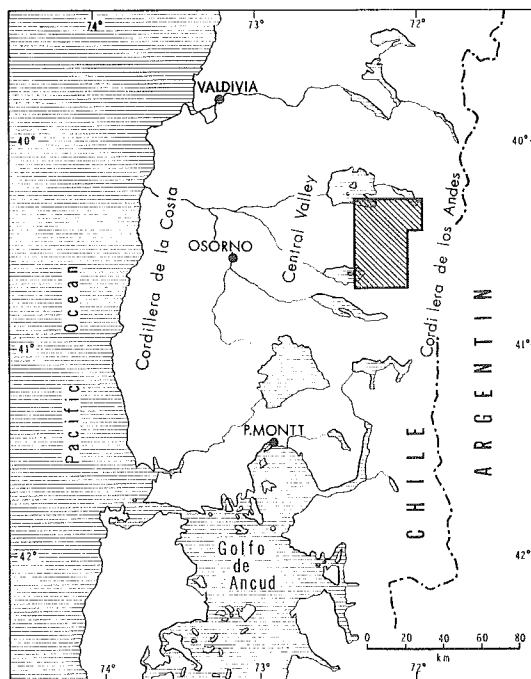 74°
73°
72°
VALDIVIA
40°
40°
Cordillera de la Costa
Central Valley
Cordillera de los Andes
OSORNO
Pacific Ocean
41°
41°
P.MONTT
CHILE
ARGENTIN
42°
42°
Golfo
de
Ancud
0 20 40 60 80
km
74°
73°
72°